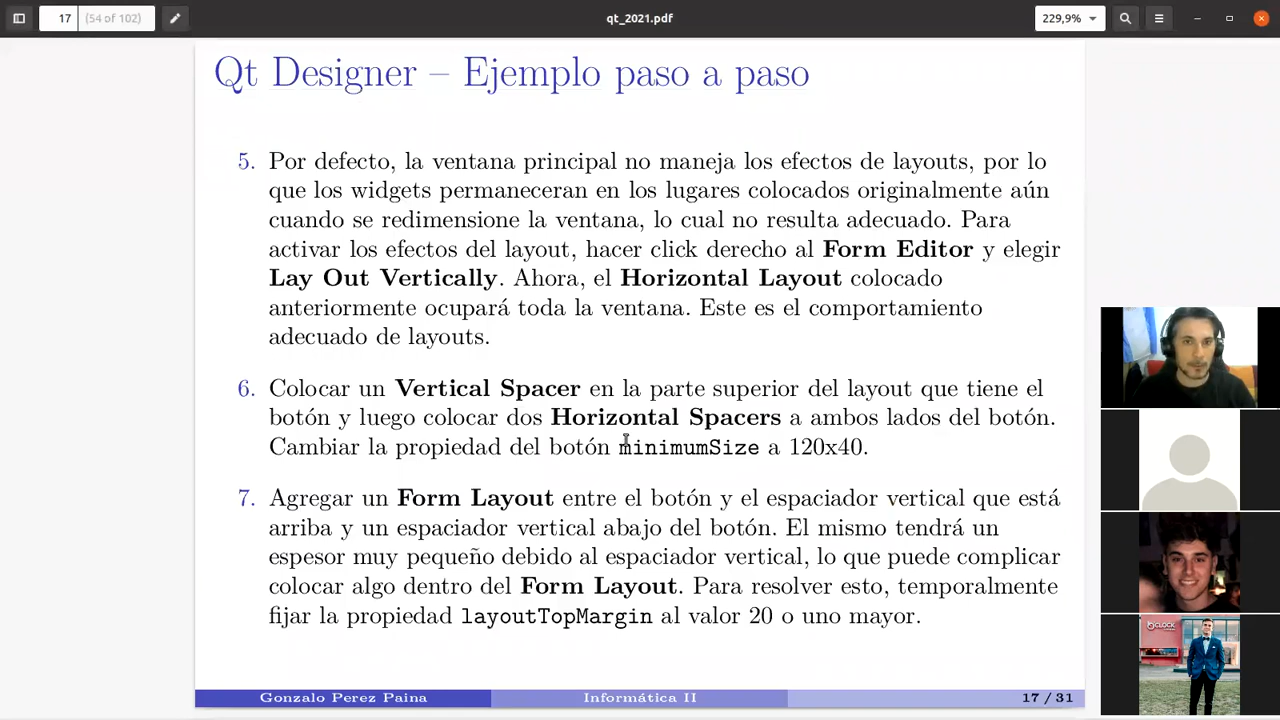 17
(54 of 102)
qt_2021.pdf
229,9%
Qt Designer – Ejemplo paso a paso
5. Por defecto, la ventana principal no maneja los efectos de layouts, por lo
que los widgets permaneceran en los lugares colocados originalmente aún
cuando se redimensione la ventana, lo cual no resulta adecuado. Para
activar los efectos del layout, hacer click derecho al Form Editor y elegir
Lay Out Vertically. Ahora, el Horizontal Layout colocado
anteriormente ocupará toda la ventana. Este es el comportamiento
adecuado de layouts.
6. Colocar un Vertical Spacer en la parte superior del layout que tiene el
botón y luego colocar dos Horizontal Spacers a ambos lados del botón.
Cambiar la propiedad del botón minimumSize a 120x40.
7. Agregar un Form Layout entre el botón y el espaciador vertical que está
arriba y un espaciador vertical abajo del botón. El mismo tendrá un
espesor muy pequeño debido al espaciador vertical, lo que puede complicar
colocar algo dentro del Form Layout. Para resolver esto, temporalmente
fijar la propiedad layoutTopMargin al valor 20 o uno mayor.
CLOCK
Gonzalo Perez Paina
Informática II
17 / 31